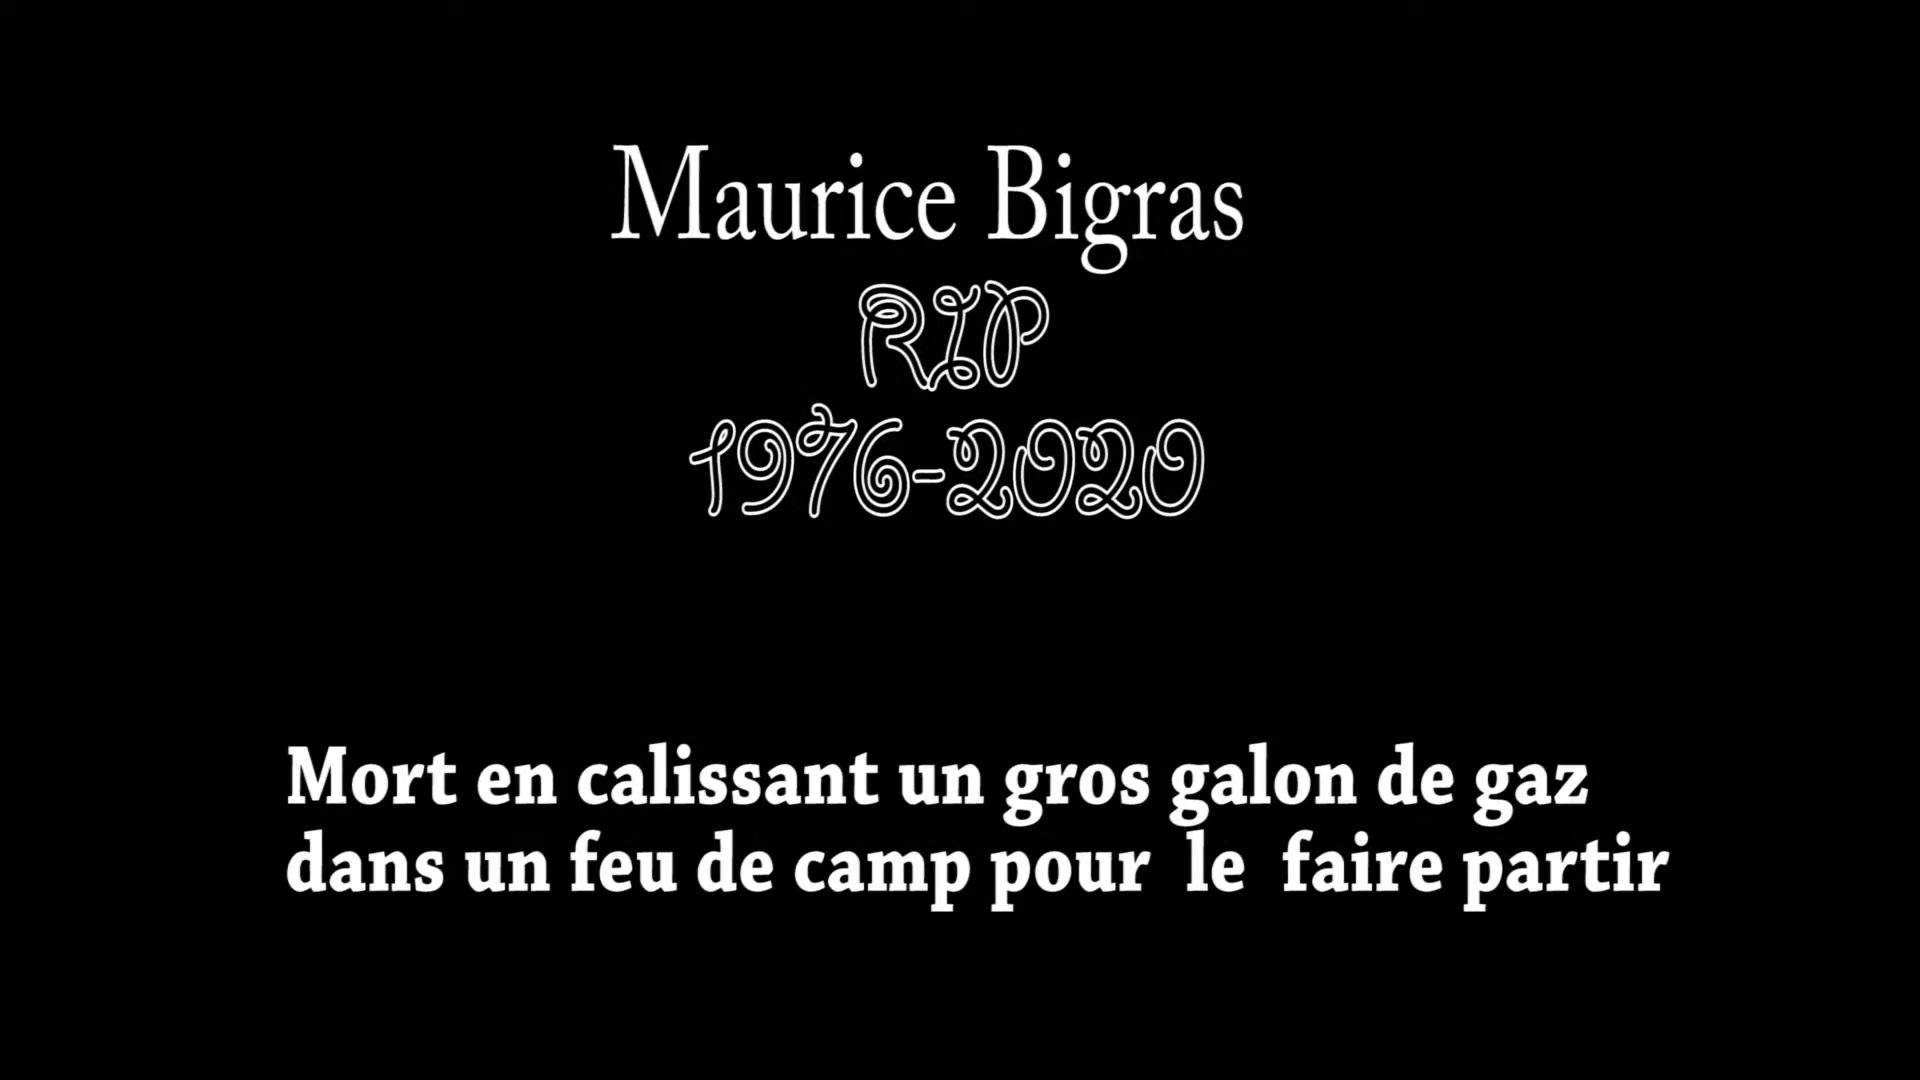 Maurice Bigras
RIP
1976-2020
Mort en calissant un gros galon de gaz
dans un feu de camp pour le faire partir